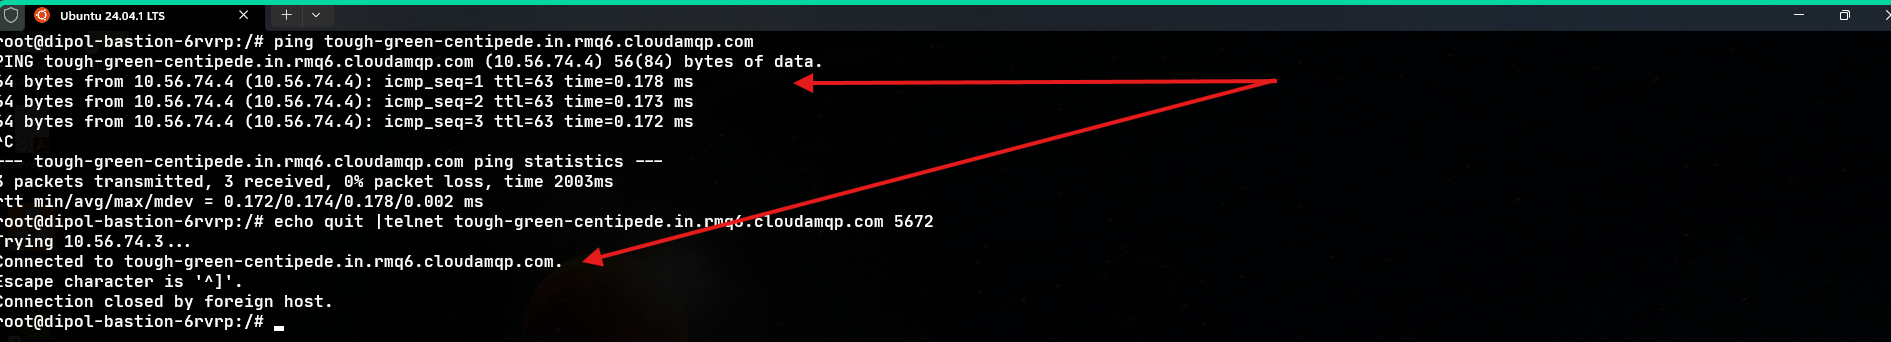 Ubuntu 24.04.1 LTS
root@dipol-bastion-6rvrp:/# ping tough-green-centipede.in.rmq6.cloudamqp.com
PING tough-green-centipede.in.rmq6.cloudamqp.com (10.56.74.4) 56(84) bytes of data.
64 bytes from 10.56.74.4 (10.56.74.4): icmp_seq=1 ttl=63 time=0.178 ms
64 bytes from 10.56.74.4 (10.56.74.4): icmp_seq=2 ttl=63 time=0.173 ms
64 bytes from 10.56.74.4 (10.56.74.4): icmp_seq=3 ttl=63 time=0.172 ms
^C
--- tough-green-centipede.in.rmq6.cloudamqp.com ping statistics ---
3 packets transmitted, 3 received, 0% packet loss, time 2003ms
rtt min/avg/max/mdev = 0.172/0.174/0.178/0.002 ms
root@dipol-bastion-6rvrp:/# echo quit |telnet tough-green-centipede.in.rmq6.cloudamqp.com 5672
Trying 10.56.74.3...
Connected to tough-green-centipede.in.rmq6.cloudamqp.com.
Escape character is '^]'.
Connection closed by foreign host.
root@dipol-bastion-6rvrp:/#